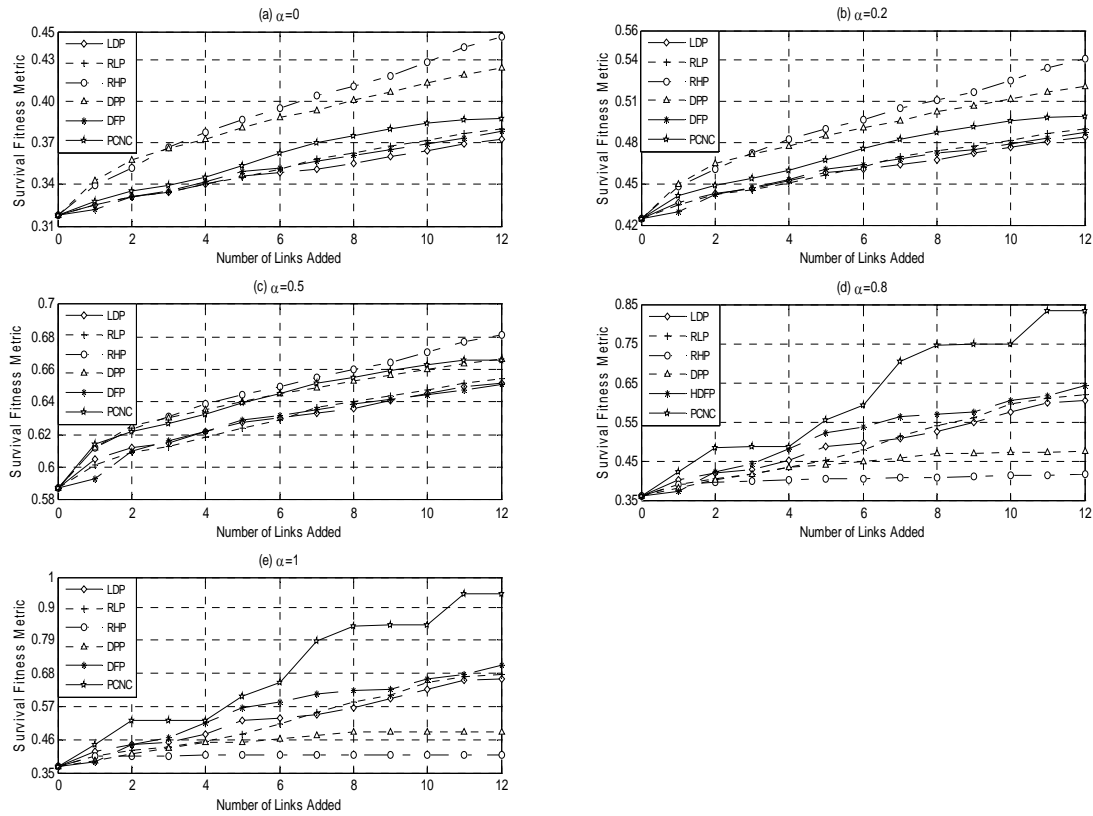 (a) α=0
0.45
0.43
0.40
0.37
0.34
0.31
Survival Fitness Metric
LDP
RLP
RHP
DPP
DFP
PCNC
0 2 4 6 8 10 12
Number of Links Added
(b) α=0.2
0.56
0.54
0.51
0.48
0.45
0.42
Survival Fitness Metric
LDP
RLP
RHP
DPP
DFP
PCNC
0 2 4 6 8 10 12
Number of Links Added
(c) α=0.5
0.7
0.68
0.66
0.64
0.62
0.6
0.58
Survival Fitness Metric
LDP
RLP
RHP
DPP
DFP
PCNC
0 2 4 6 8 10 12
Number of Links Added
(d) α=0.8
0.85
0.75
0.65
0.55
0.45
0.35
Survival Fitness Metric
LDP
RLP
RHP
DPP
HDFP
PCNC
0 2 4 6 8 10 12
Number of Links Added
(e) α=1
1
0.9
0.79
0.68
0.57
0.46
0.35
Survival Fitness Metric
LDP
RLP
RHP
DPP
DFP
PCNC
0 2 4 6 8 10 12
Number of Links Added